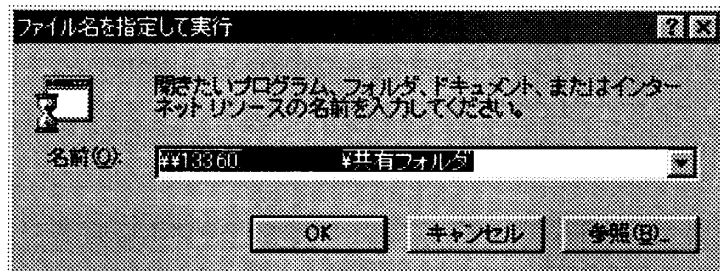 ファイル名を指定して実行
開きたいプログラム、フォルダ、ドキュメント、またはインター
ネット リソースの名前を入力してください。
名前(O):
¥¥13360 ¥共有フォルダ
OK
キャンセル
参照(B)...